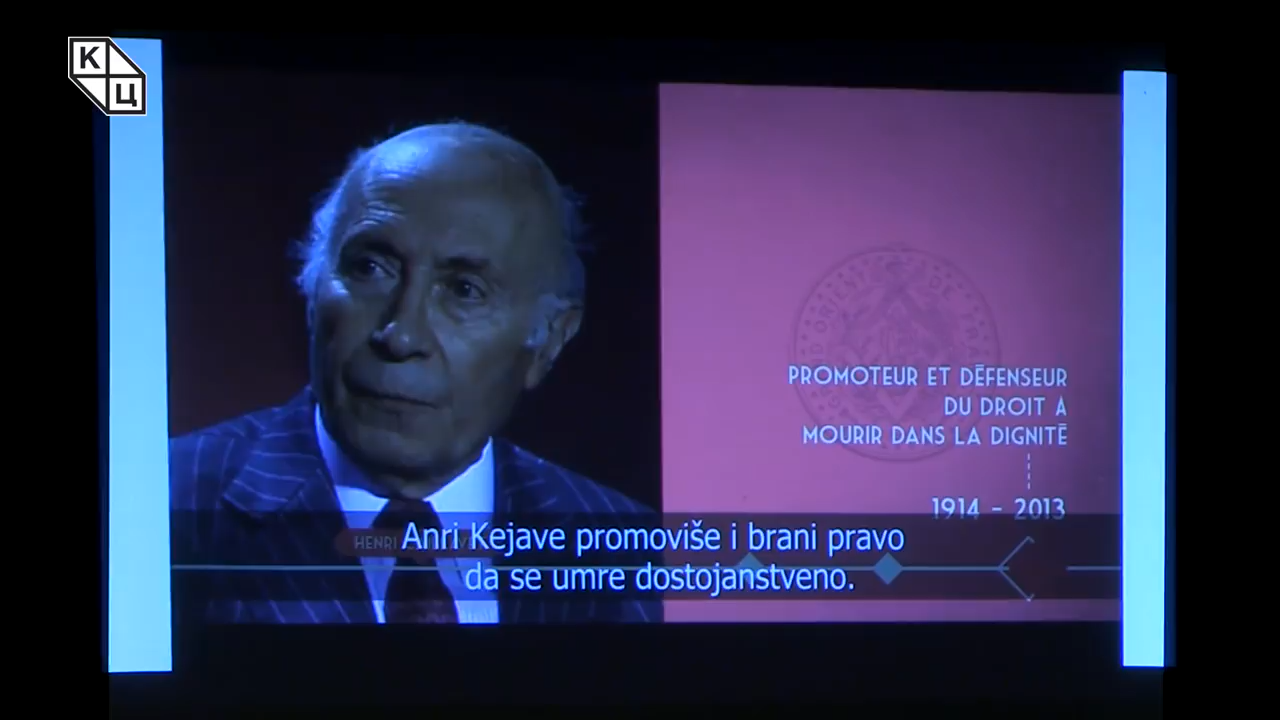 К
Ц
PROMOTEUR ET DÉFENSEUR
DU DROIT A
MOURIR DANS LA DIGNITÉ
1914 - 2013
HENRI
Anri Kejave promoviše i brani pravo
da se umre dostojanstveno.